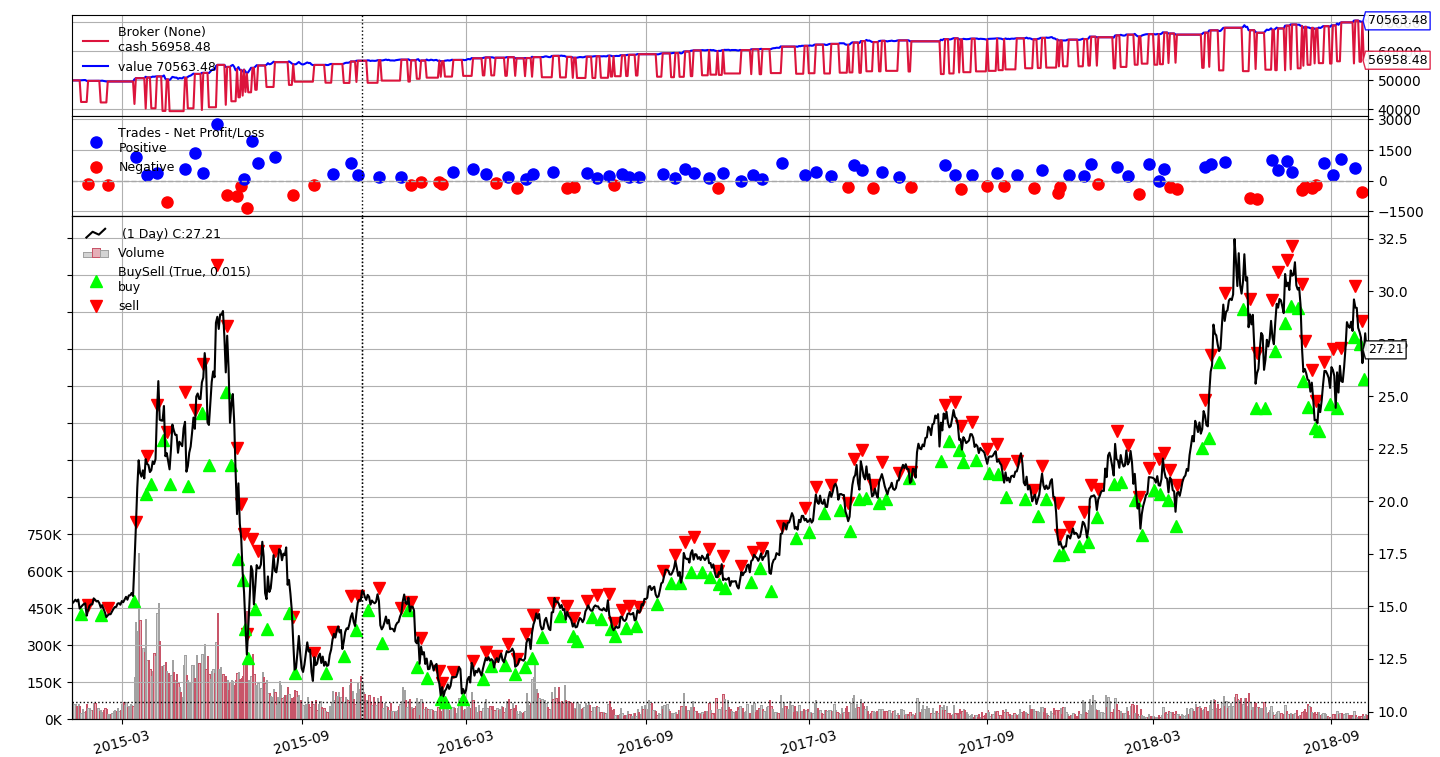 Broker (None)
cash 56958.48
value 70563.48
70563.48
60000
56958.48
50000
40000
Trades - Net Profit/Loss
Positive
Negative
3000
1500
0
−1500
(1 Day) C:27.21
Volume
BuySell (True, 0.015)
buy
sell
32.5
30.0
27.21
25.0
22.5
20.0
17.5
15.0
12.5
10.0
750K
600K
450K
300K
150K
0K
2015-03
2015-09
2016-03
2016-09
2017-03
2017-09
2018-03
2018-09